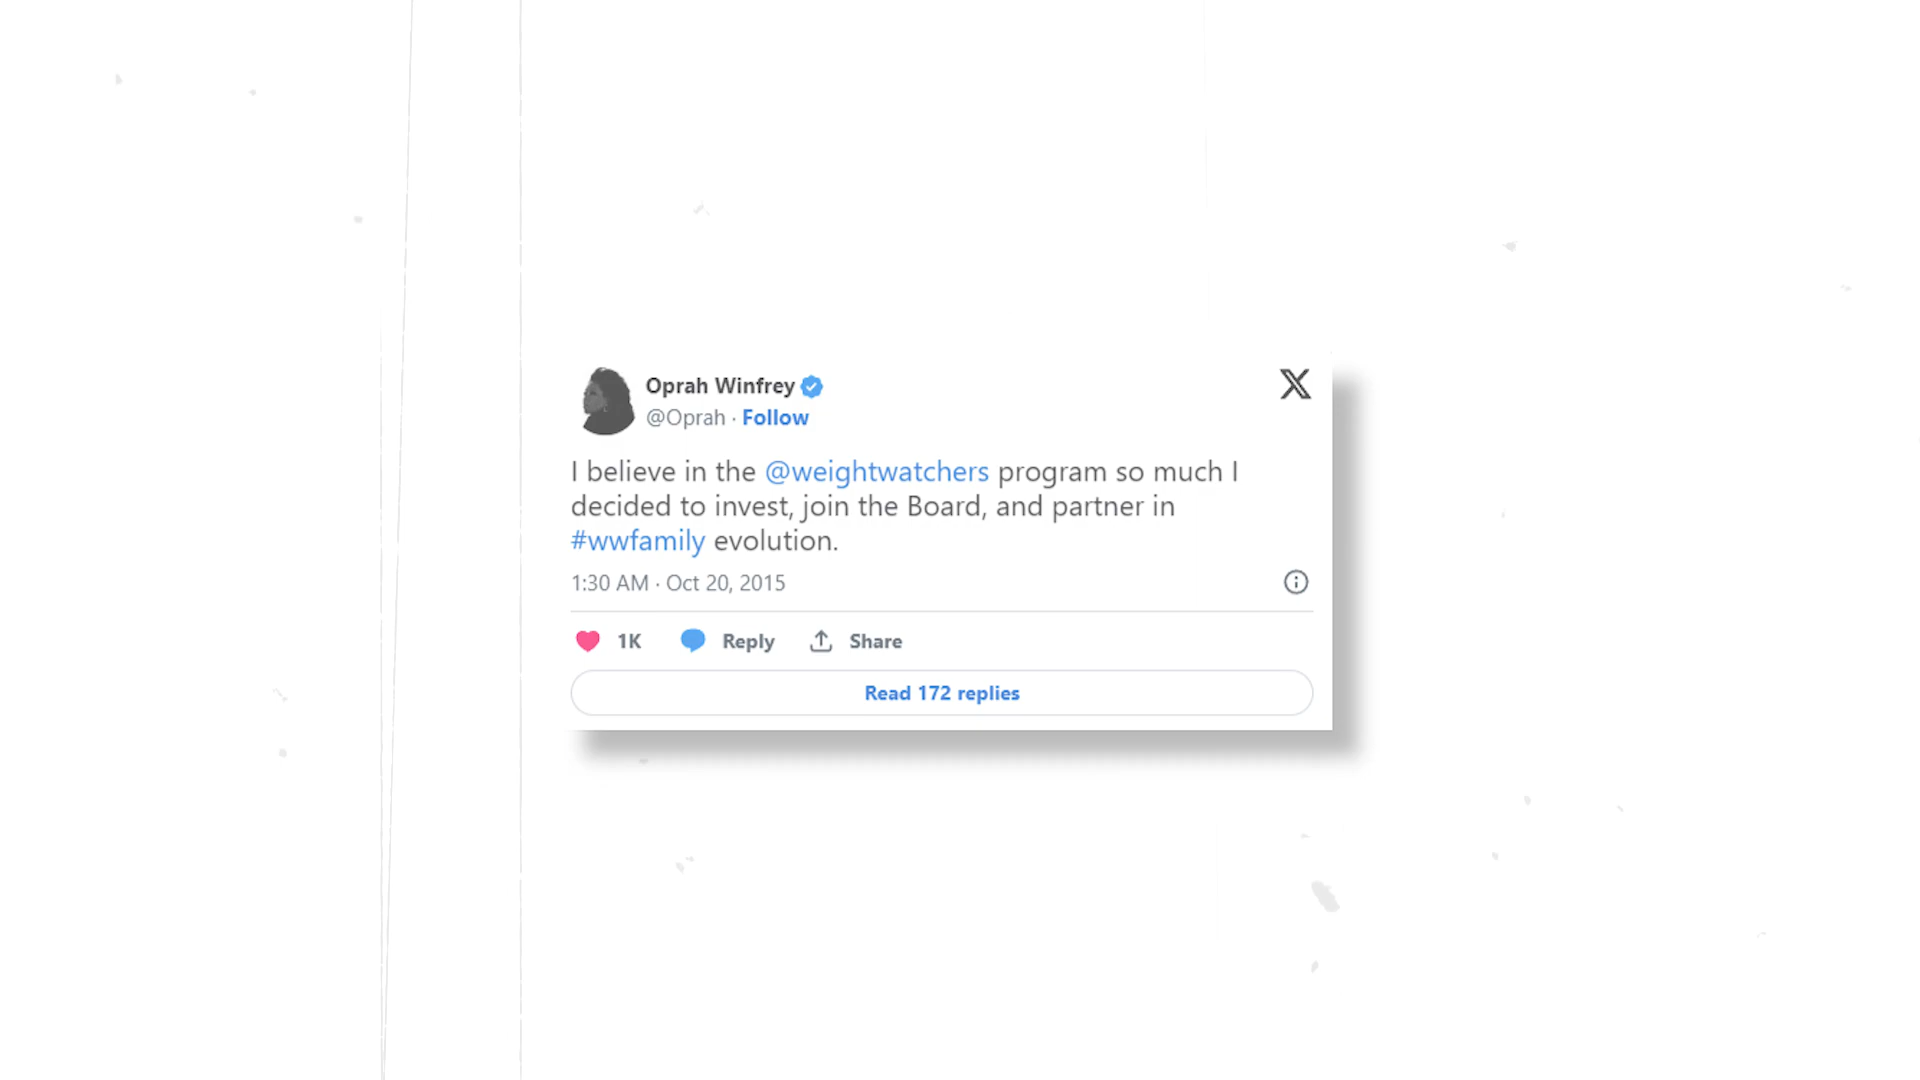 Oprah Winfrey
@Oprah · Follow
I believe in the @weightwatchers program so much I
decided to invest, join the Board, and partner in
#wwfamily evolution.
1:30 AM · Oct 20, 2015
1K Reply Share
Read 172 replies